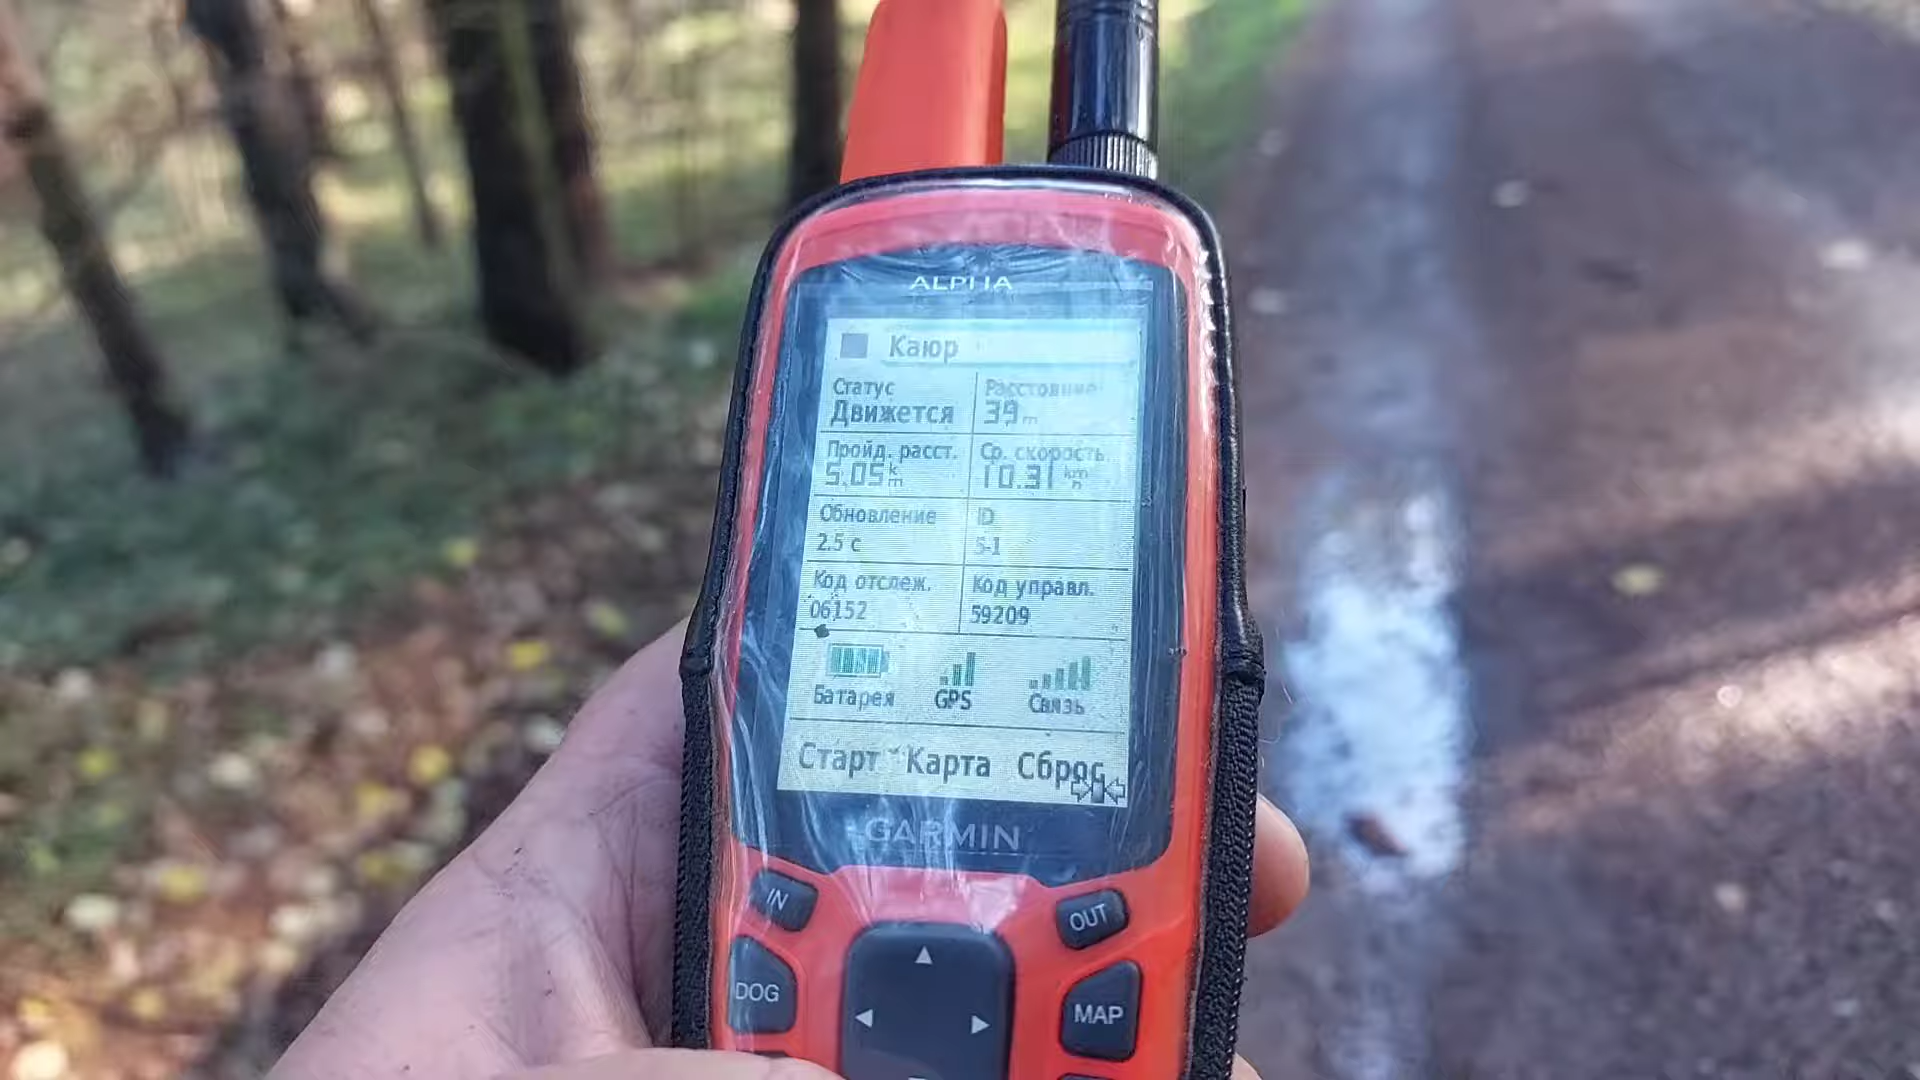 ALPHA
Каюр
Статус Расстояние
Движется 39 m
Пройд. расст. Ср. скорость
5.05 km 10.31 km/h
Обновление ID
2.5 с 5-1
Код отслеж. Код управл.
06152 59209
Батарея GPS Связь
Старт Карта Сброс
GARMIN
IN OUT
DOG MAP